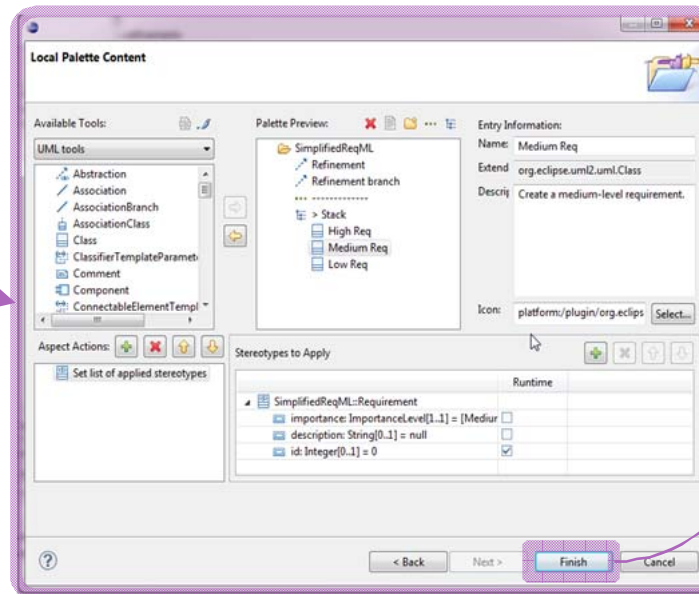 Local Palette Content
Available Tools:
UML tools
Abstraction
Association
AssociationBranch
AssociationClass
Class
ClassifierTemplateParamet
Comment
Component
ConnectableElementTempl
Palette Preview:
SimplifiedReqML
Refinement
Refinement branch
... -------------
> Stack
High Req
Medium Req
Low Req
Entry Information:
Name: Medium Req
Extend org.eclipse.uml2.uml.Class
Descri Create a medium-level requirement.
Icon: platform:/plugin/org.eclips Select...
Aspect Actions:
Set list of applied stereotypes
Stereotypes to Apply
Runtime
SimplifiedReqML::Requirement
importance: ImportanceLevel[1..1] = [Mediur
description: String[0..1] = null
id: Integer[0..1] = 0
? < Back Next > Finish Cancel